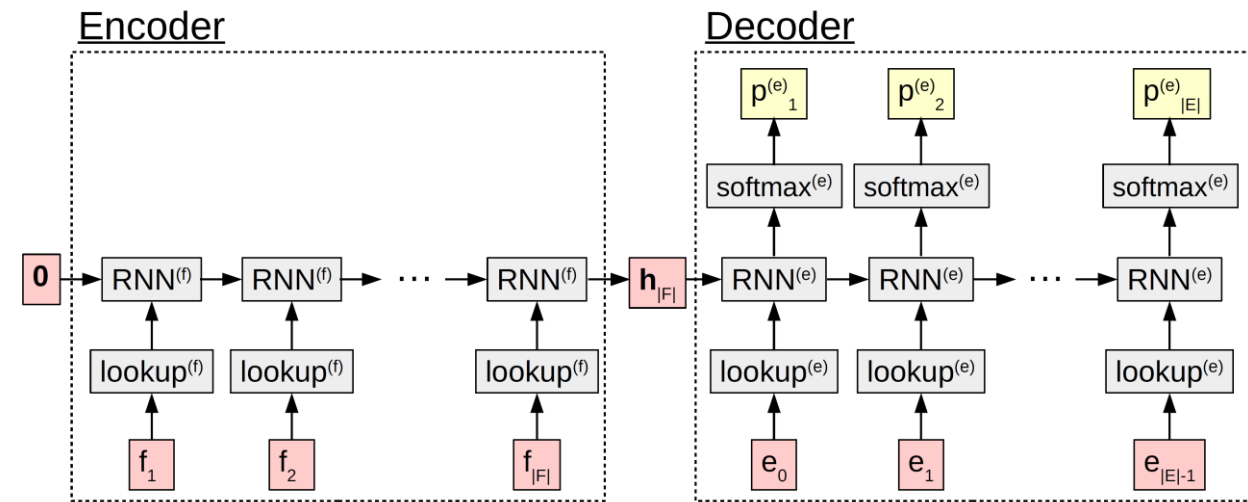 Encoder Decoder
p(e)1 p(e)2 p(e)|E|
softmax(e) softmax(e) softmax(e)
0 RNN(f) RNN(f) ⋯ RNN(f) h|F| RNN(e) RNN(e) ⋯ RNN(e)
lookup(f) lookup(f) lookup(f) lookup(e) lookup(e) lookup(e)
f1 f2 f|F| e0 e1 e|E|-1